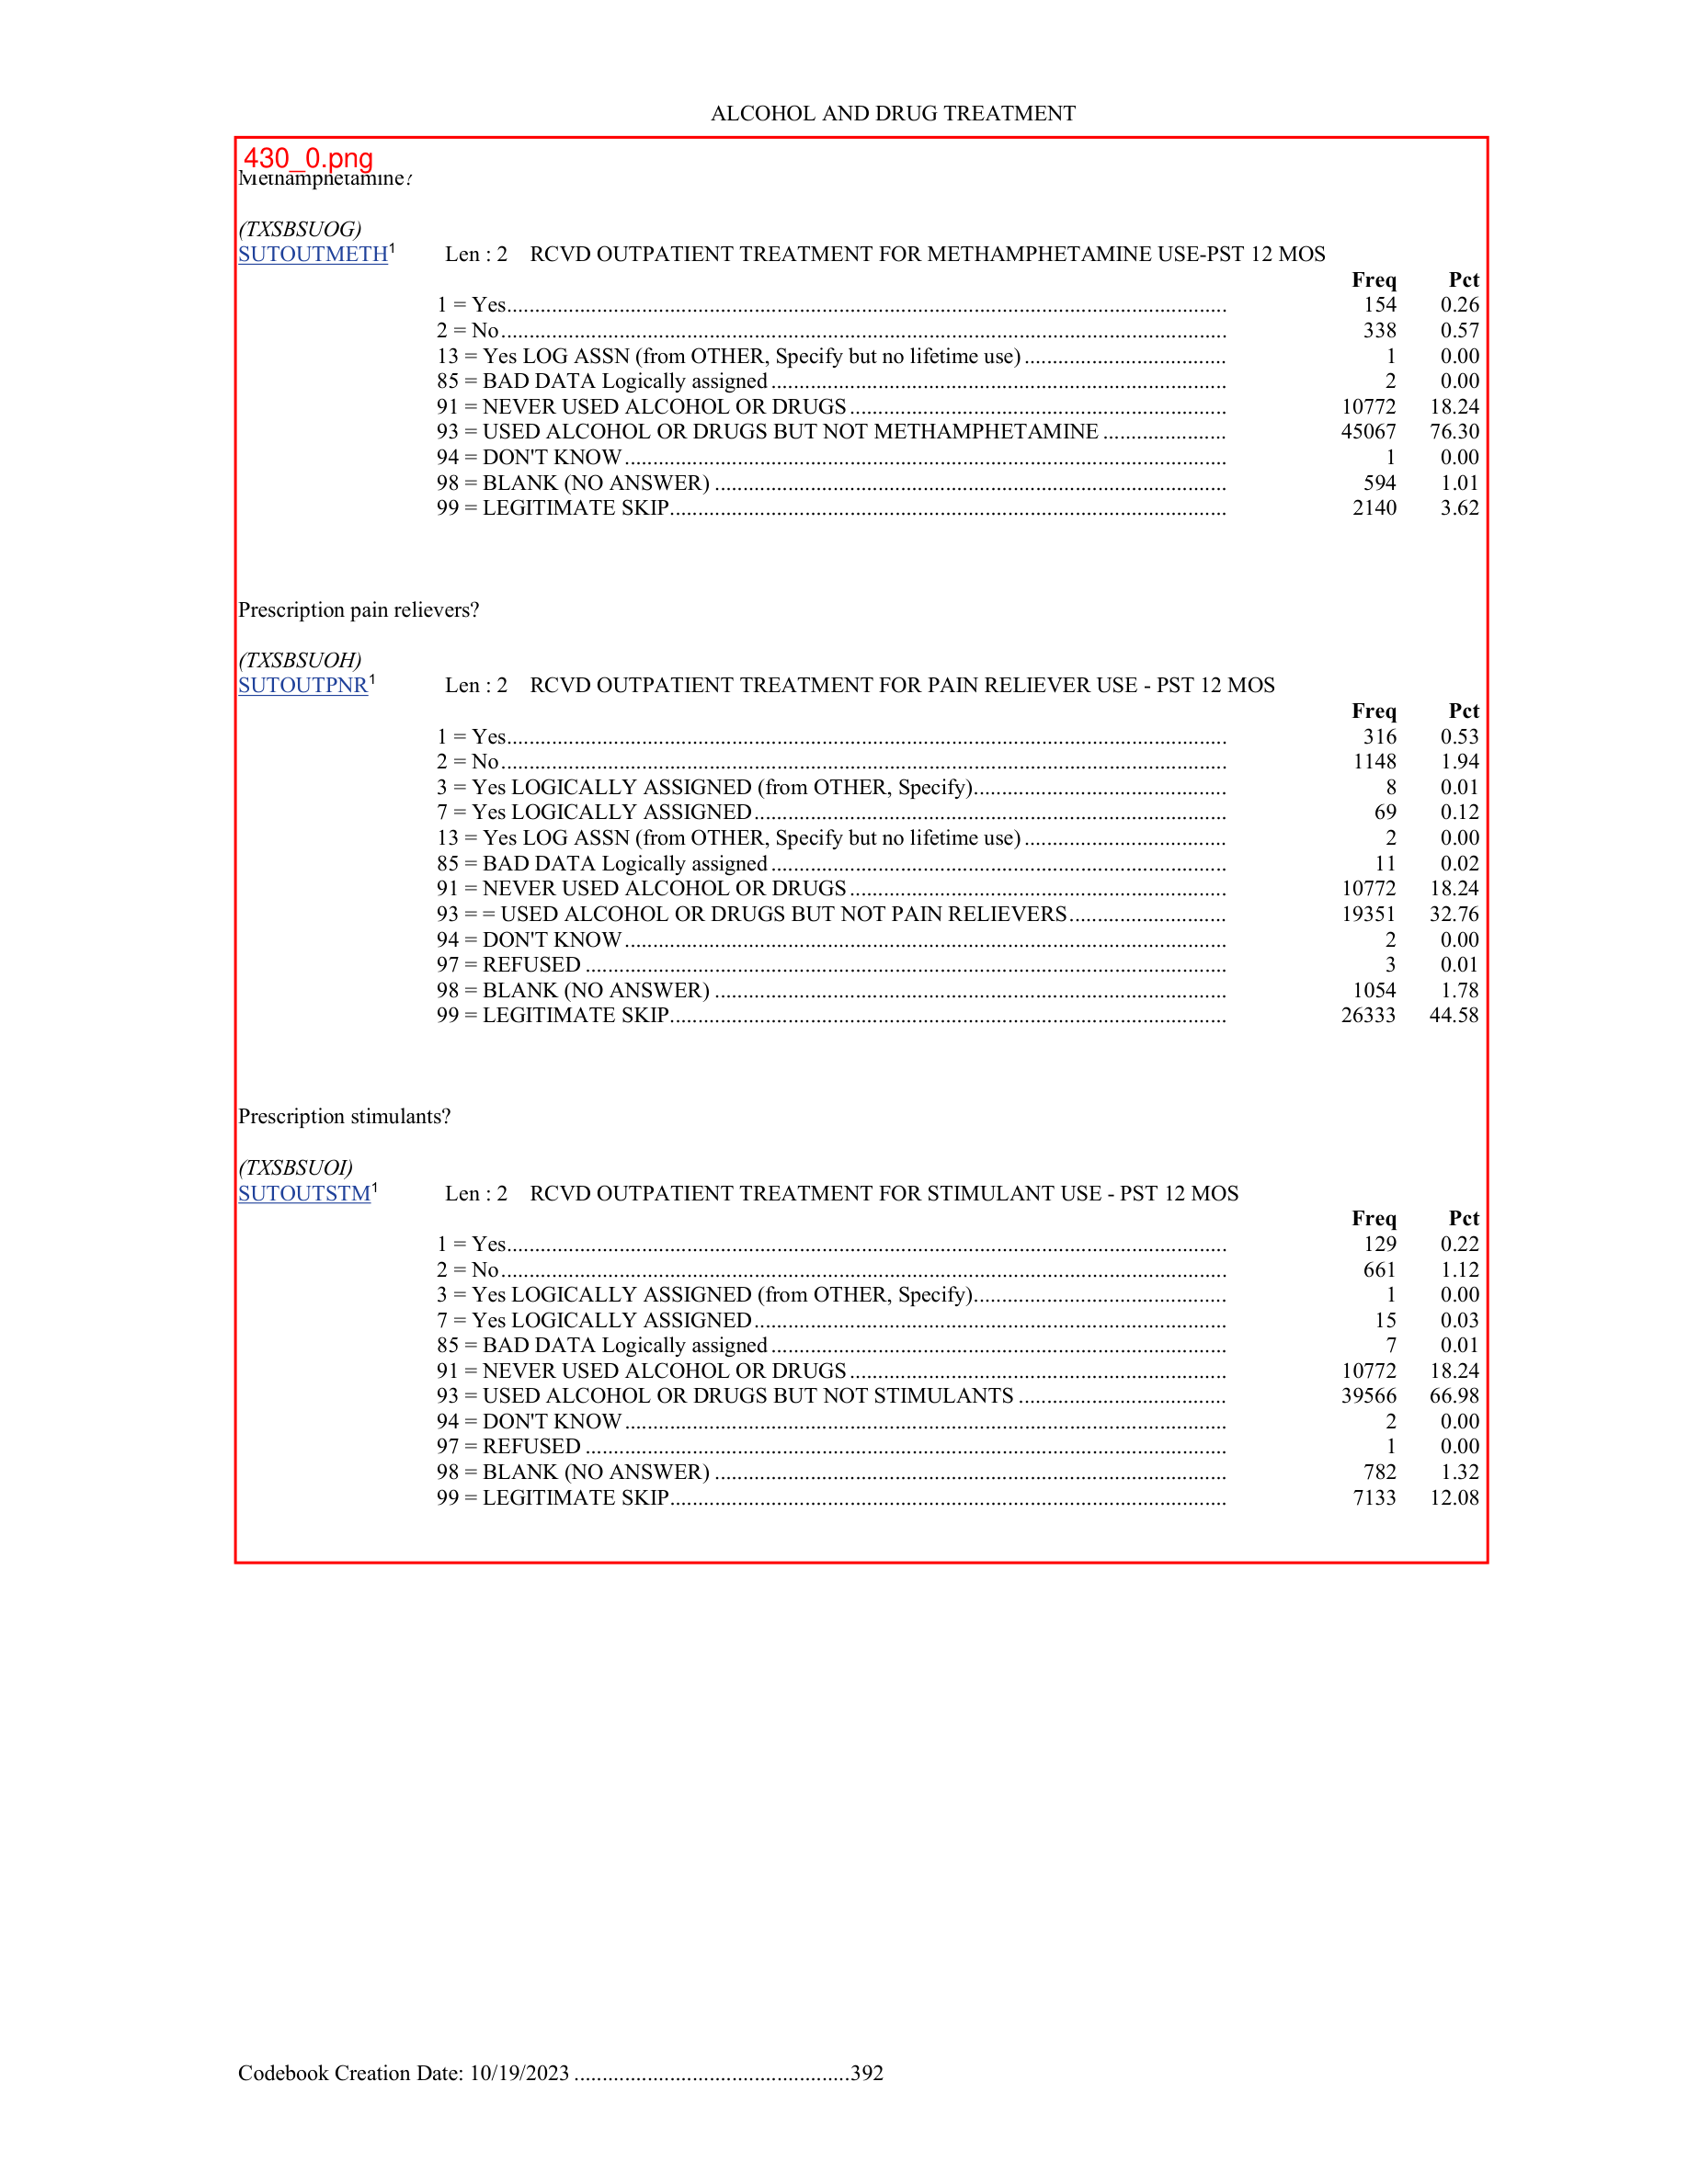 ALCOHOL AND DRUG TREATMENT
430_0.png
Methamphetamine?
(TXSBSUOG)
SUTOUTMETH1 Len : 2 RCVD OUTPATIENT TREATMENT FOR METHAMPHETAMINE USE-PST 12 MOS
Freq Pct
1 = Yes 154 0.26
2 = No 338 0.57
13 = Yes LOG ASSN (from OTHER, Specify but no lifetime use) 1 0.00
85 = BAD DATA Logically assigned 2 0.00
91 = NEVER USED ALCOHOL OR DRUGS 10772 18.24
93 = USED ALCOHOL OR DRUGS BUT NOT METHAMPHETAMINE 45067 76.30
94 = DON'T KNOW 1 0.00
98 = BLANK (NO ANSWER) 594 1.01
99 = LEGITIMATE SKIP 2140 3.62
Prescription pain relievers?
(TXSBSUOH)
SUTOUTPNR1 Len : 2 RCVD OUTPATIENT TREATMENT FOR PAIN RELIEVER USE - PST 12 MOS
Freq Pct
1 = Yes 316 0.53
2 = No 1148 1.94
3 = Yes LOGICALLY ASSIGNED (from OTHER, Specify) 8 0.01
7 = Yes LOGICALLY ASSIGNED 69 0.12
13 = Yes LOG ASSN (from OTHER, Specify but no lifetime use) 2 0.00
85 = BAD DATA Logically assigned 11 0.02
91 = NEVER USED ALCOHOL OR DRUGS 10772 18.24
93 = = USED ALCOHOL OR DRUGS BUT NOT PAIN RELIEVERS 19351 32.76
94 = DON'T KNOW 2 0.00
97 = REFUSED 3 0.01
98 = BLANK (NO ANSWER) 1054 1.78
99 = LEGITIMATE SKIP 26333 44.58
Prescription stimulants?
(TXSBSUOI)
SUTOUTSTM1 Len : 2 RCVD OUTPATIENT TREATMENT FOR STIMULANT USE - PST 12 MOS
Freq Pct
1 = Yes 129 0.22
2 = No 661 1.12
3 = Yes LOGICALLY ASSIGNED (from OTHER, Specify) 1 0.00
7 = Yes LOGICALLY ASSIGNED 15 0.03
85 = BAD DATA Logically assigned 7 0.01
91 = NEVER USED ALCOHOL OR DRUGS 10772 18.24
93 = USED ALCOHOL OR DRUGS BUT NOT STIMULANTS 39566 66.98
94 = DON'T KNOW 2 0.00
97 = REFUSED 1 0.00
98 = BLANK (NO ANSWER) 782 1.32
99 = LEGITIMATE SKIP 7133 12.08
Codebook Creation Date: 10/19/2023 392